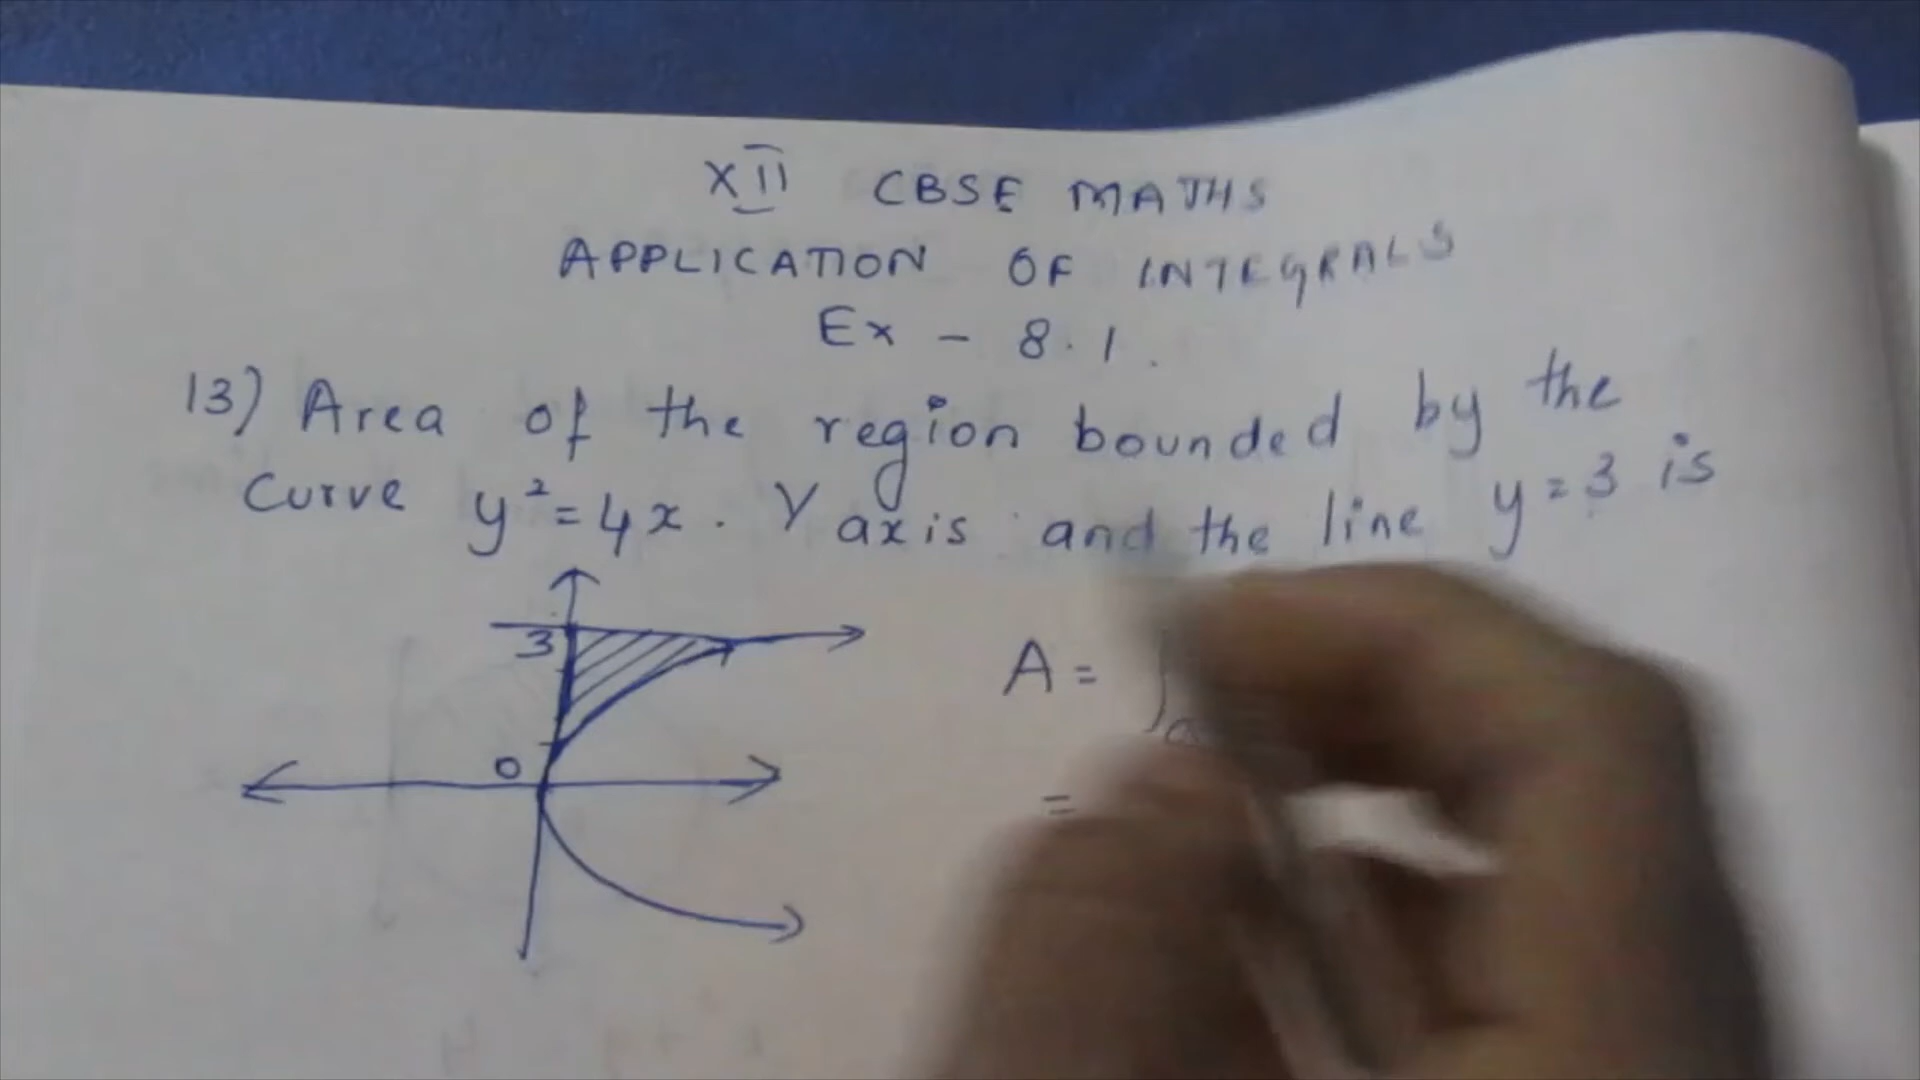 XII CBSE MATHS
APPLICATION OF INTEGRALS
Ex - 8.1.
13) Area of the region bounded by the
Curve y² = 4x. Y axis and the line y = 3 is
3
A = ∫
0
=